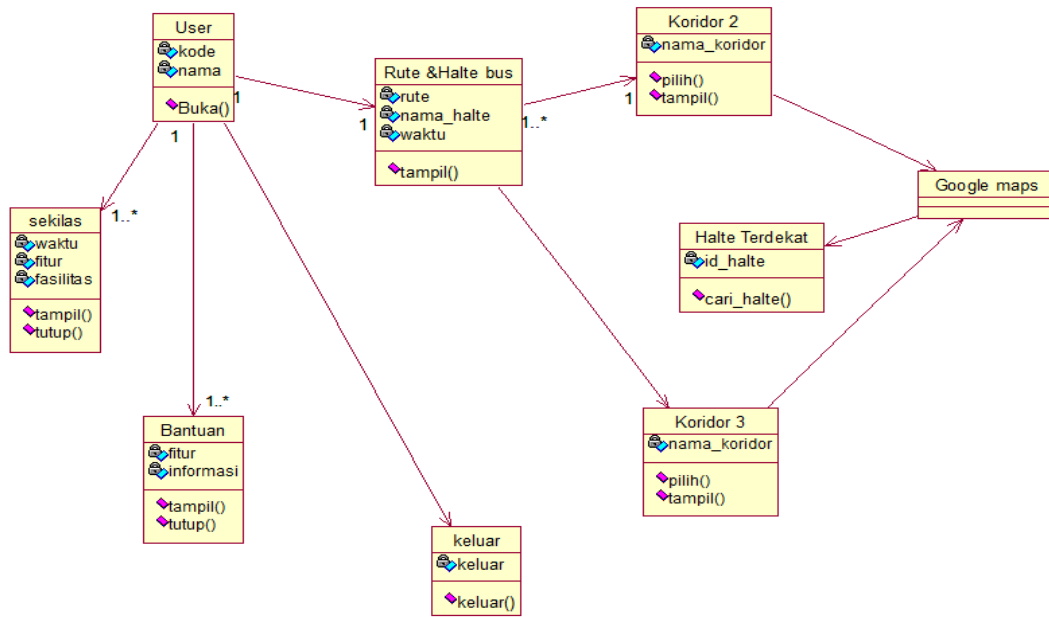 User
kode
nama
Buka()
1
1
Rute &Halte bus
rute
nama_halte
waktu
tampil()
1
1..*
Koridor 2
nama_koridor
pilih()
tampil()
1
Google maps
Halte Terdekat
id_halte
cari_halte()
sekilas
waktu
fitur
fasilitas
tampil()
tutup()
1..*
Bantuan
fitur
informasi
tampil()
tutup()
1..*
Koridor 3
nama_koridor
pilih()
tampil()
keluar
keluar
keluar()